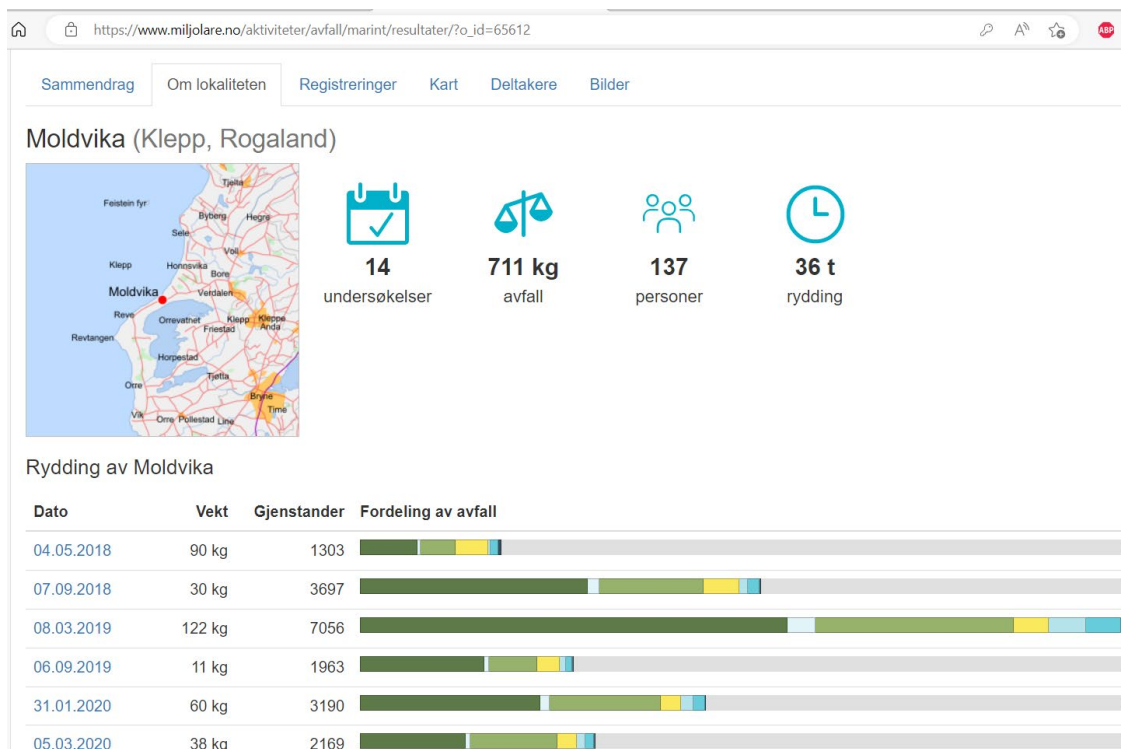 https://www.miljolare.no/aktiviteter/avfall/marint/resultater/?o_id=65612
ABP
Sammendrag Om lokaliteten Registreringer Kart Deltakere Bilder
Moldvika (Klepp, Rogaland)
Tjelta
Feistein fyr
Byberg Hegre
Sele
Voll
Klepp Honnsvika Bore
Moldvika Verdalen
Reve Orrevatnet Klepp Kleppe
Friestad Anda
Revtangen
Horpestad
Orre Tjøtta
Bryne
Time
Vik Orre Pollestad Line
14 711 kg 137 36 t
undersøkelser avfall personer rydding
Rydding av Moldvika
Dato Vekt Gjenstander Fordeling av avfall
04.05.2018 90 kg 1303
07.09.2018 30 kg 3697
08.03.2019 122 kg 7056
06.09.2019 11 kg 1963
31.01.2020 60 kg 3190
05.03.2020 38 kg 2169